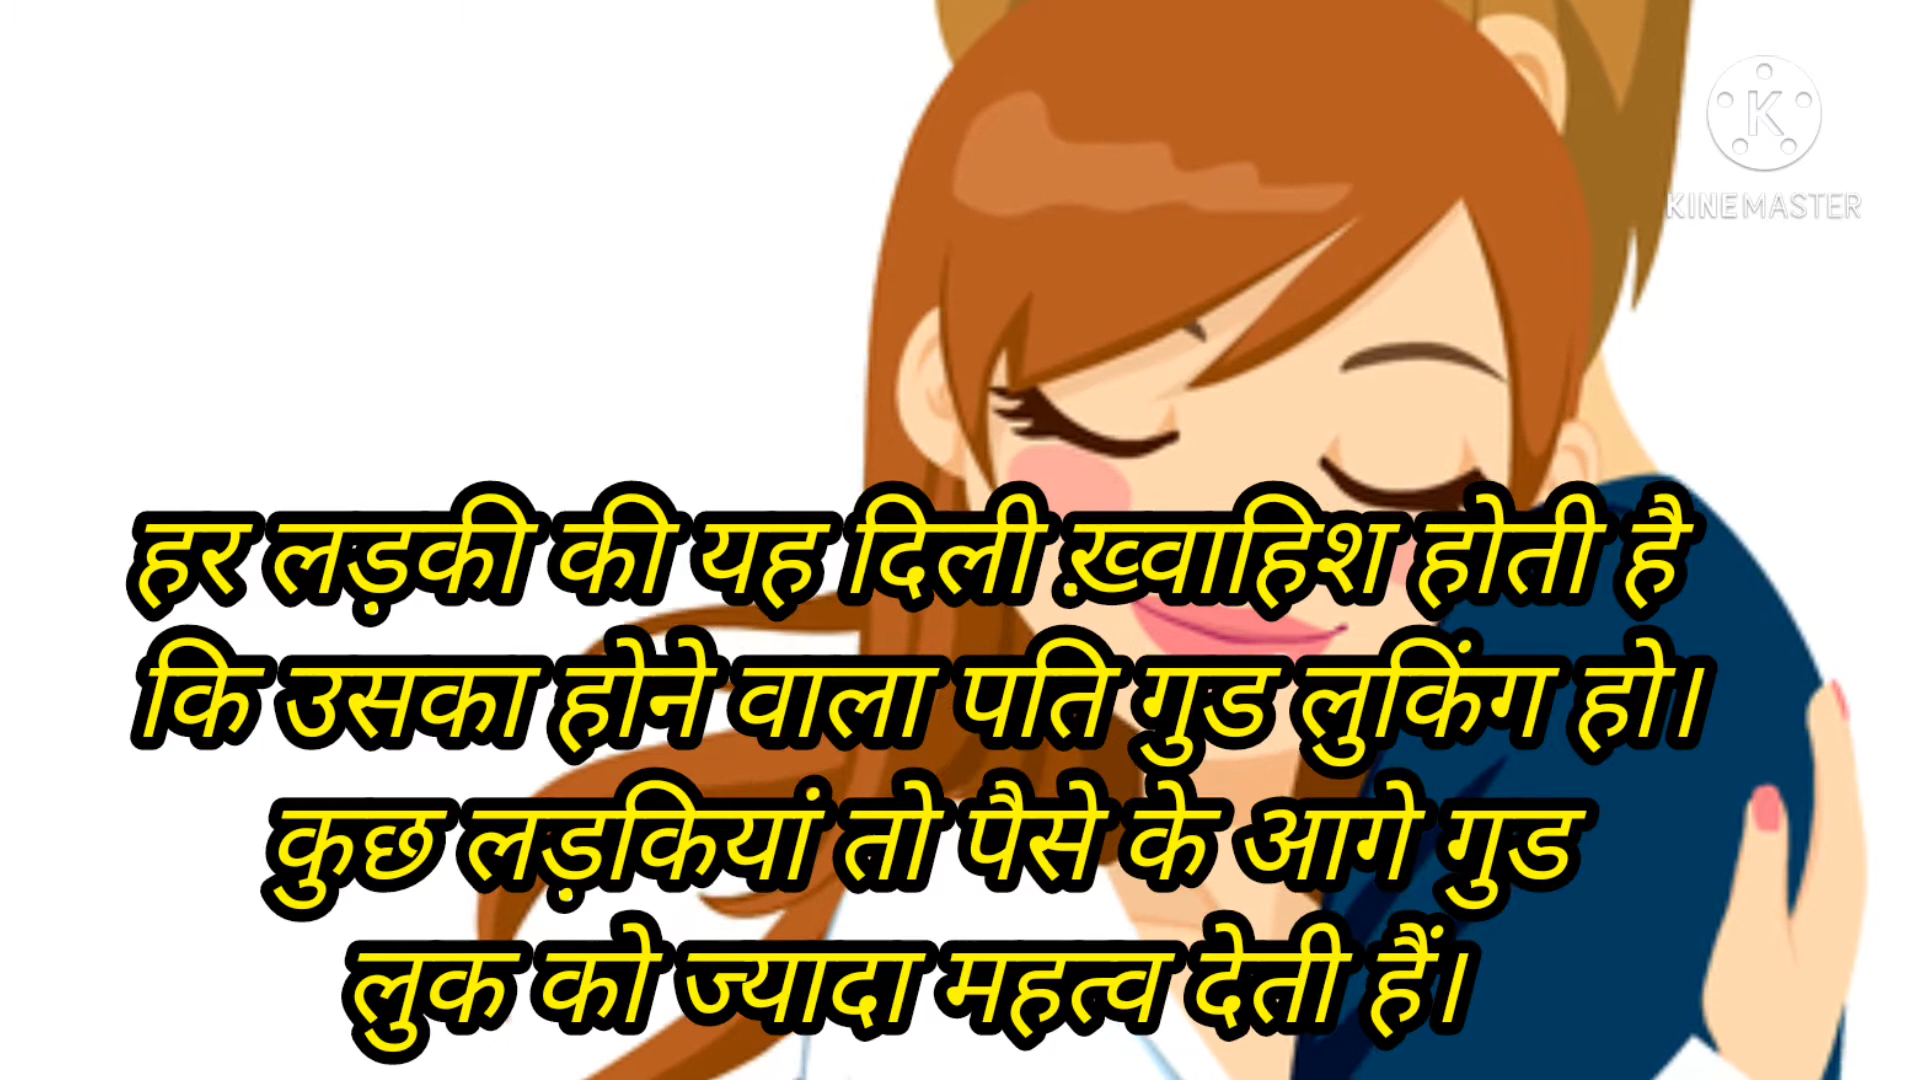 KINEMASTER
हर लड़की की यह दिली ख़्वाहिश होती है
कि उसका होने वाला पति गुड लुकिंग हो।
कुछ लड़कियां तो पैसे के आगे गुड
लुक को ज्यादा महत्व देती हैं।